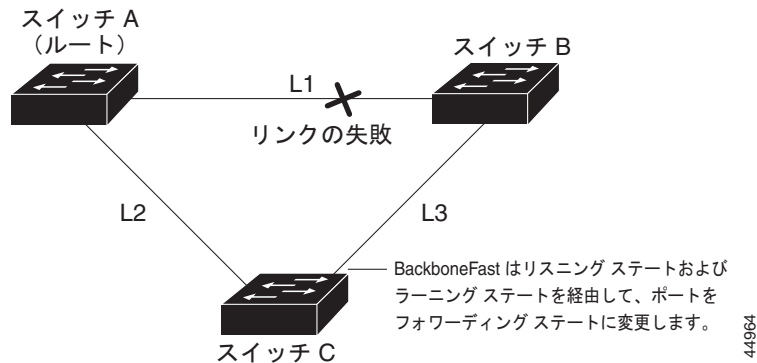 スイッチ A
（ルート）
スイッチ B
L1
リンクの失敗
L2
L3
BackboneFast はリスニング ステートおよび
ラーニング ステートを経由して、ポートを
フォワーディング ステートに変更します。
スイッチ C
44964